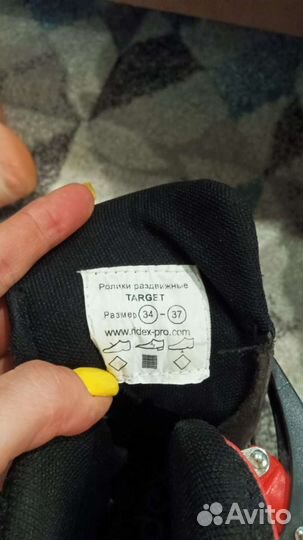 Ролики раздвижные
TARGET
Размер 34 - 37
www.ridex-pro.com
Avito